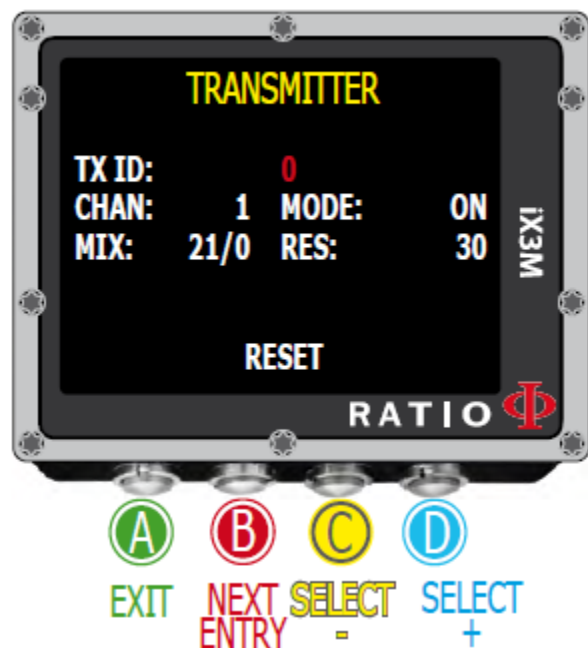 TRANSMITTER
TX ID: 0
CHAN: 1 MODE: ON
MIX: 21/0 RES: 30
RESET
iX3M
RATIO
A B C D
EXIT NEXT ENTRY SELECT - SELECT +